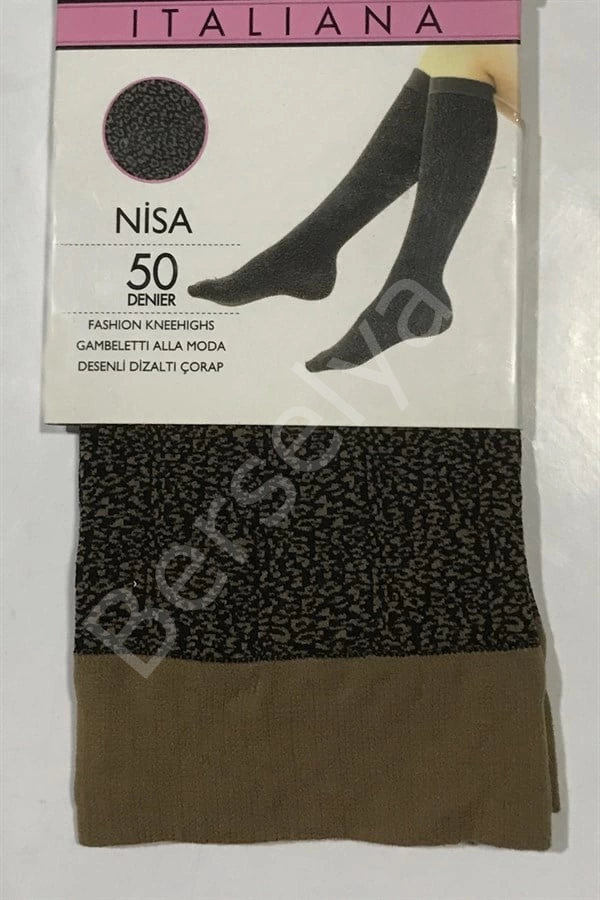 ITALIANA
NİSA
50
DENIER
FASHION KNEEHIGHS
GAMBELETTI ALLA MODA
DESENLİ DİZALTI ÇORAP
Berselya